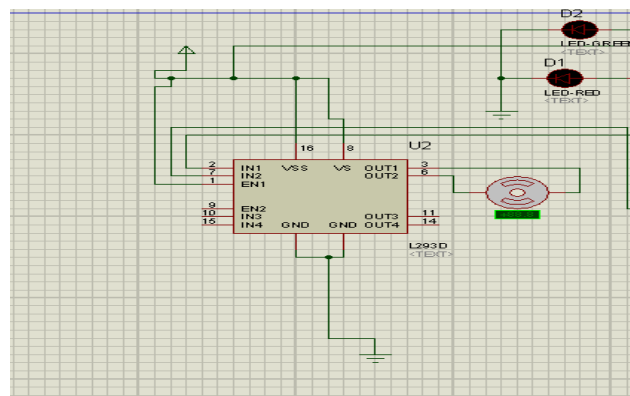 D2
LED-GREE
<TEXT>
D1
LED-RED
<TEXT>
U2
16
8
2
7
1
IN1
IN2
EN1
VSS
VS
OUT1
OUT2
3
6
9
10
15
EN2
IN3
IN4
GND
GND
OUT3
OUT4
11
14
L293D
<TEXT>